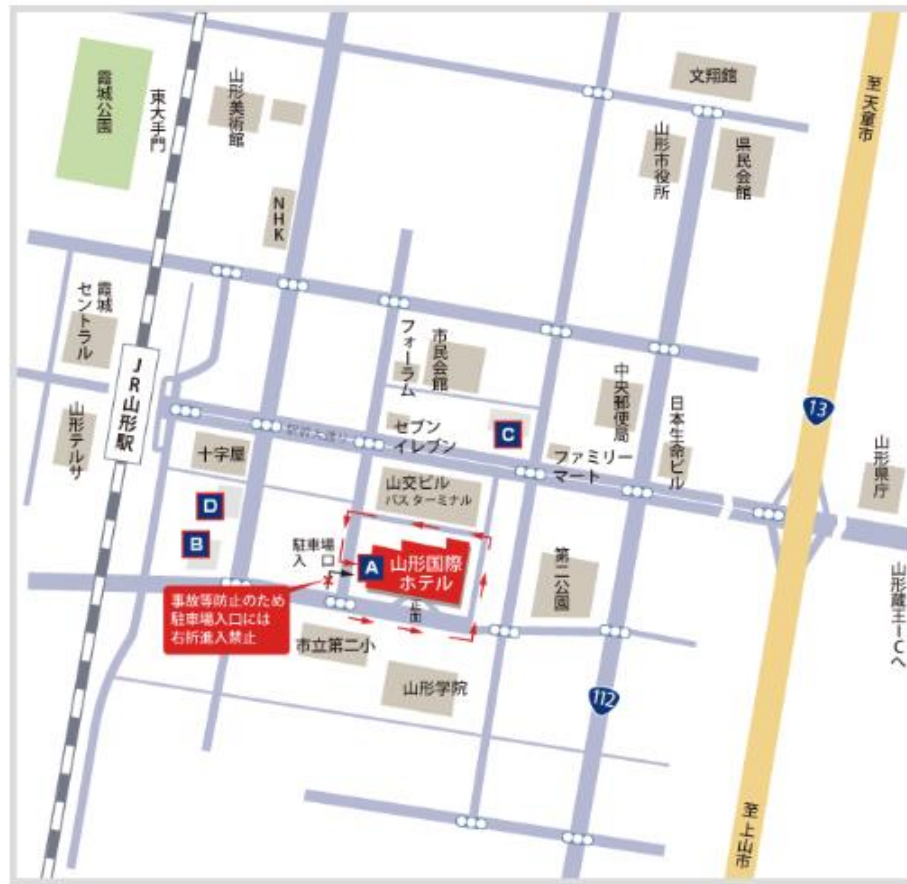 霞城公園
東大手門
山形美術館
NHK
文翔館
山形市役所
県民会館
至 天童市
霞城
セントラル
JR山形駅
山形テルサ
フォーラム
市民会館
セブン
イレブン
駅前大通り
C
中央郵便局
日本生命ビル
13
山形県庁
十字屋
山交ビル
バスターミナル
ファミリー
マート
D
B
駐車場
入 口
A
山形国際
ホテル
正面
第二公園
事故等防止のため
駐車場入口には
右折進入禁止
市立第二小
山形学院
112
山形蔵王ICへ
至 上山市